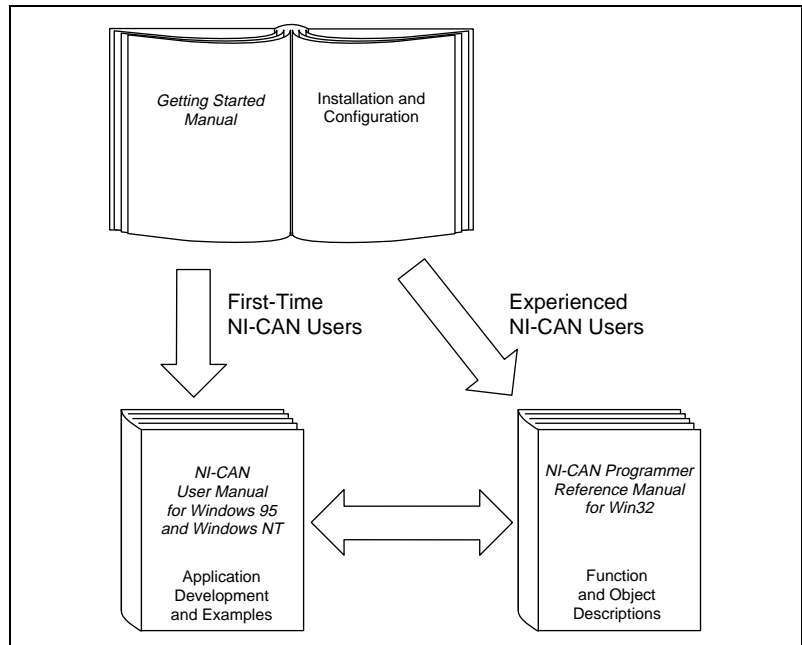 Getting Started
Manual
Installation and
Configuration
First-Time
NI-CAN Users
Experienced
NI-CAN Users
NI-CAN
User Manual
for Windows 95
and Windows NT
Application
Development
and Examples
NI-CAN Programmer
Reference Manual
for Win32
Function
and Object
Descriptions